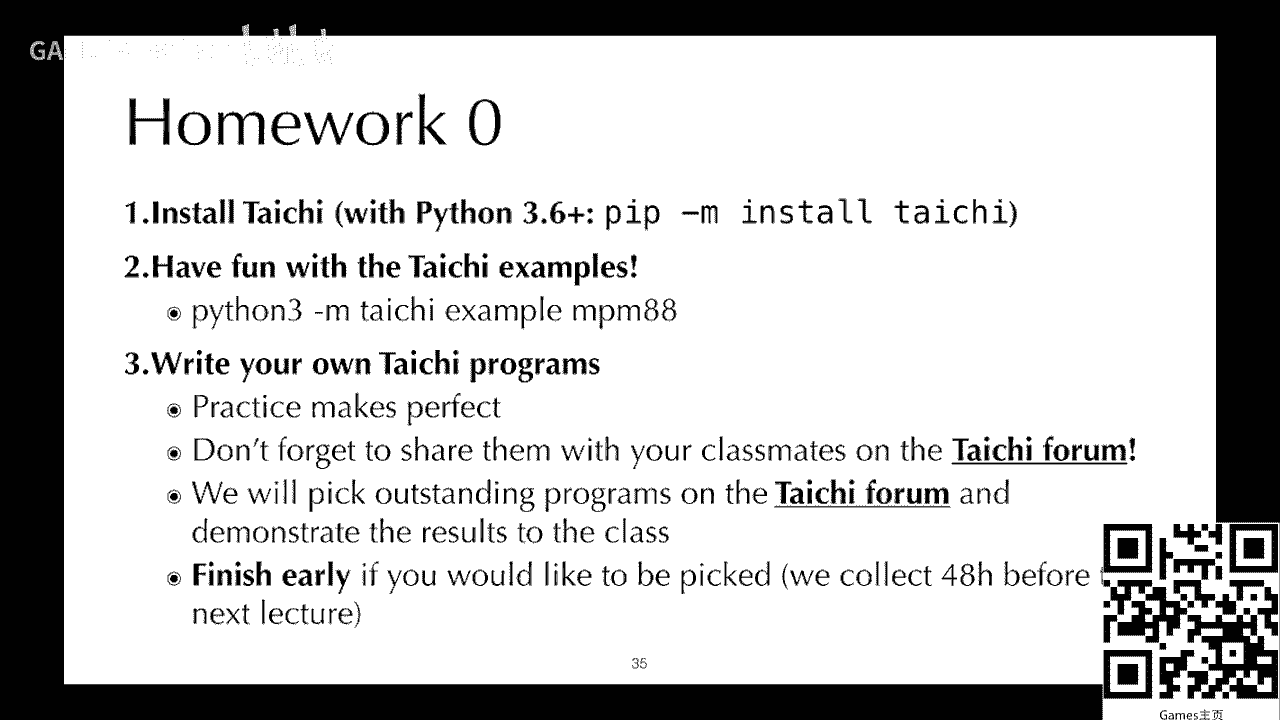 GA
Homework 0
1.Install Taichi (with Python 3.6+: pip –m install taichi)
2.Have fun with the Taichi examples!
python3 -m taichi example mpm88
3.Write your own Taichi programs
Practice makes perfect
Don’t forget to share them with your classmates on the Taichi forum!
We will pick outstanding programs on the Taichi forum and
demonstrate the results to the class
Finish early if you would like to be picked (we collect 48h before
next lecture)
35
Games主页